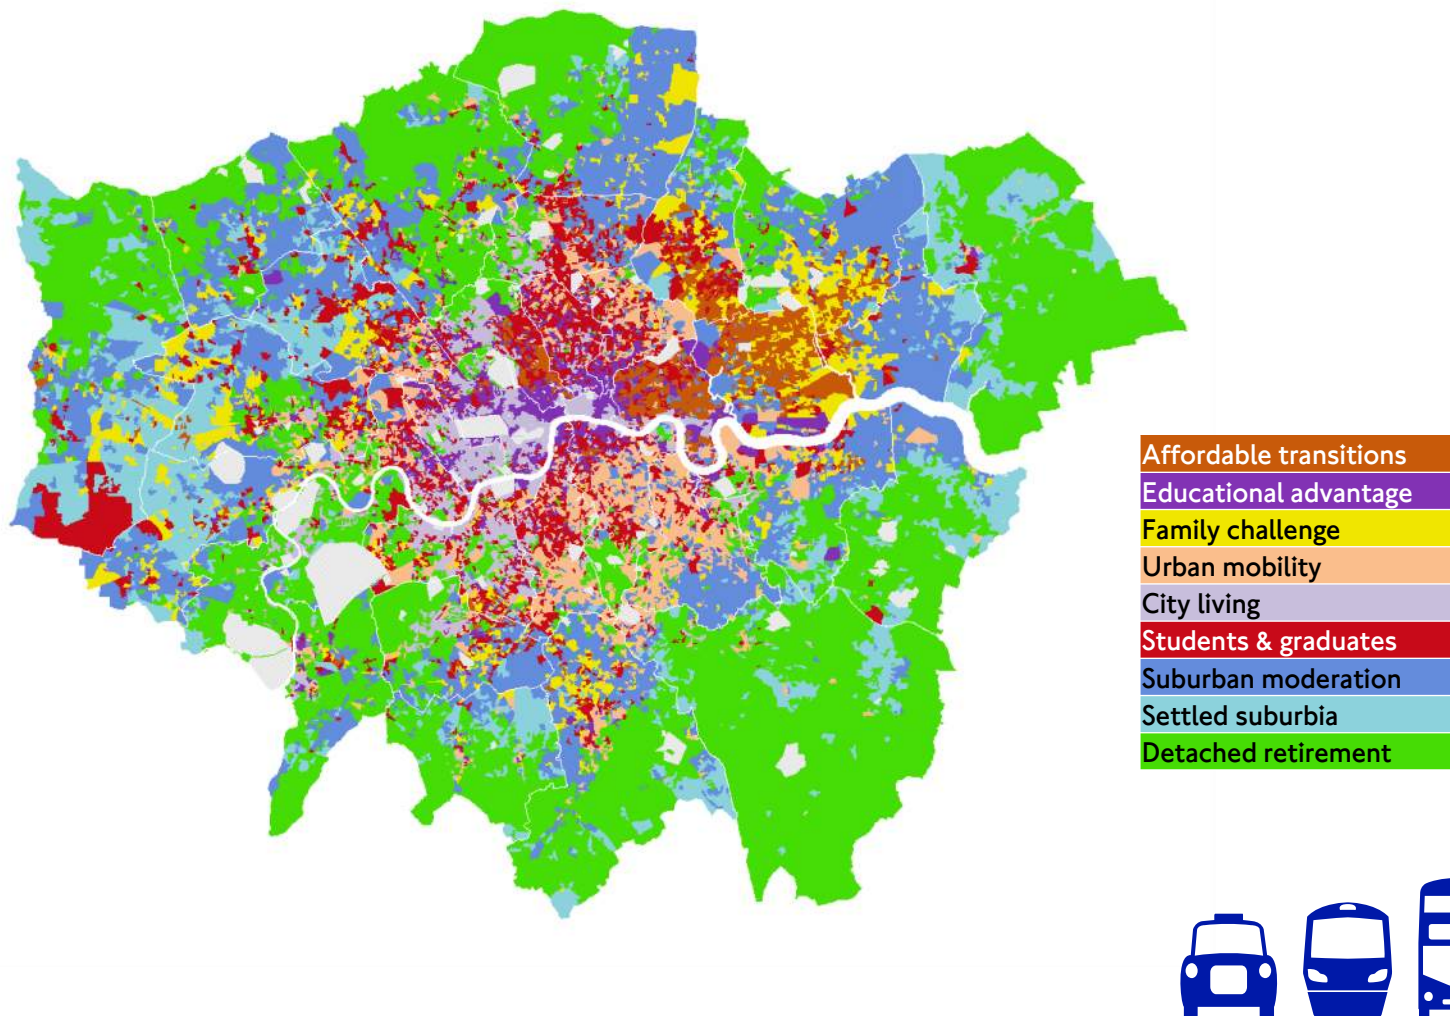 Affordable transitions
Educational advantage
Family challenge
Urban mobility
City living
Students & graduates
Suburban moderation
Settled suburbia
Detached retirement